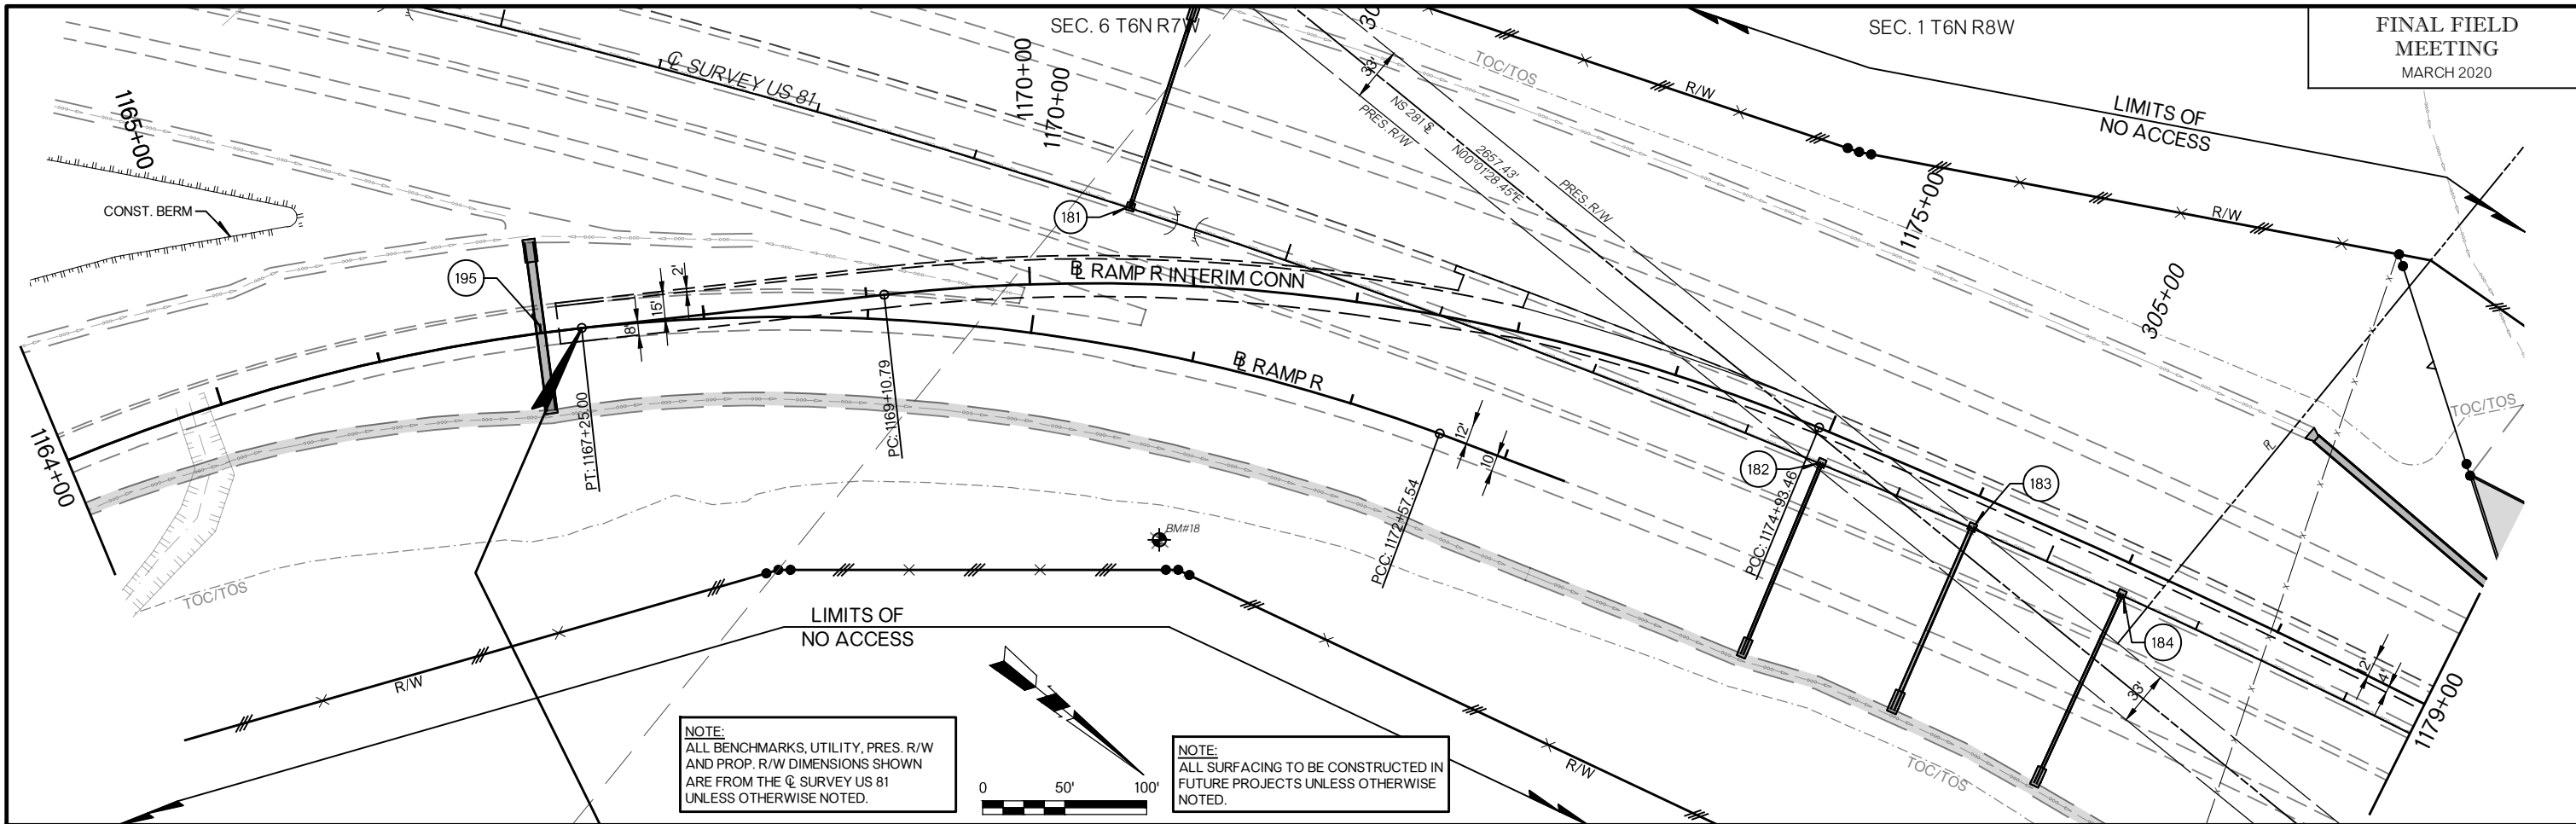 SEC. 6 T6N R7W
SEC. 1 T6N R8W
FINAL FIELD
MEETING
MARCH 2020
℄ SURVEY US 81
1170+00
1170+00
33'
TOC/TOS
R/W
LIMITS OF
NO ACCESS
1165+00
NS 281 ℄
PRES. R/W
2657.43'
N00°01'28.45"E
PRES. R/W
1175+00
R/W
CONST. BERM
181
195
2'
15'
8'
BL RAMP R INTERIM CONN
305+00
BL RAMP R
PT: 1167+25.00
PC: 1169+10.79
12'
10'
TOC/TOS
PL
1164+00
182
183
PCC: 1172+57.54
PCC: 1174+93.46
BM#18
TOC/TOS
LIMITS OF
NO ACCESS
184
R/W
2'
4'
33'
1179+00
NOTE:
ALL BENCHMARKS, UTILITY, PRES. R/W
AND PROP. R/W DIMENSIONS SHOWN
ARE FROM THE ℄ SURVEY US 81
UNLESS OTHERWISE NOTED.
0 50' 100'
NOTE:
ALL SURFACING TO BE CONSTRUCTED IN
FUTURE PROJECTS UNLESS OTHERWISE
NOTED.
R/W
TOC/TOS